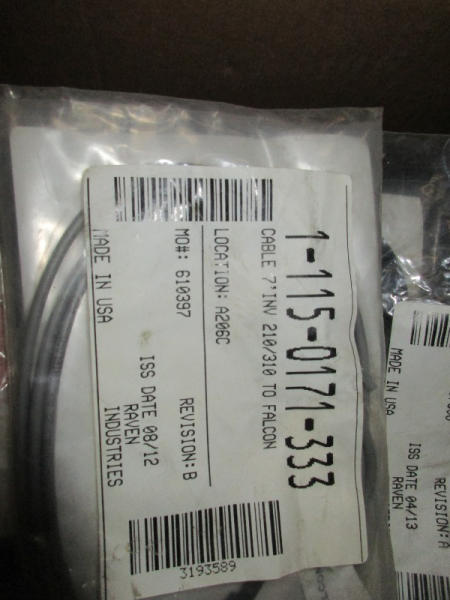 1-115-0171-333
CABLE 7'INV 210/310 TO FALCON
LOCATION: A206C
MO#: 610397 REVISION:B
ISS DATE 08/12
MADE IN USA RAVEN
INDUSTRIES
3193589
REVISION:A
ISS DATE 04/13
MADE IN USA RAVEN